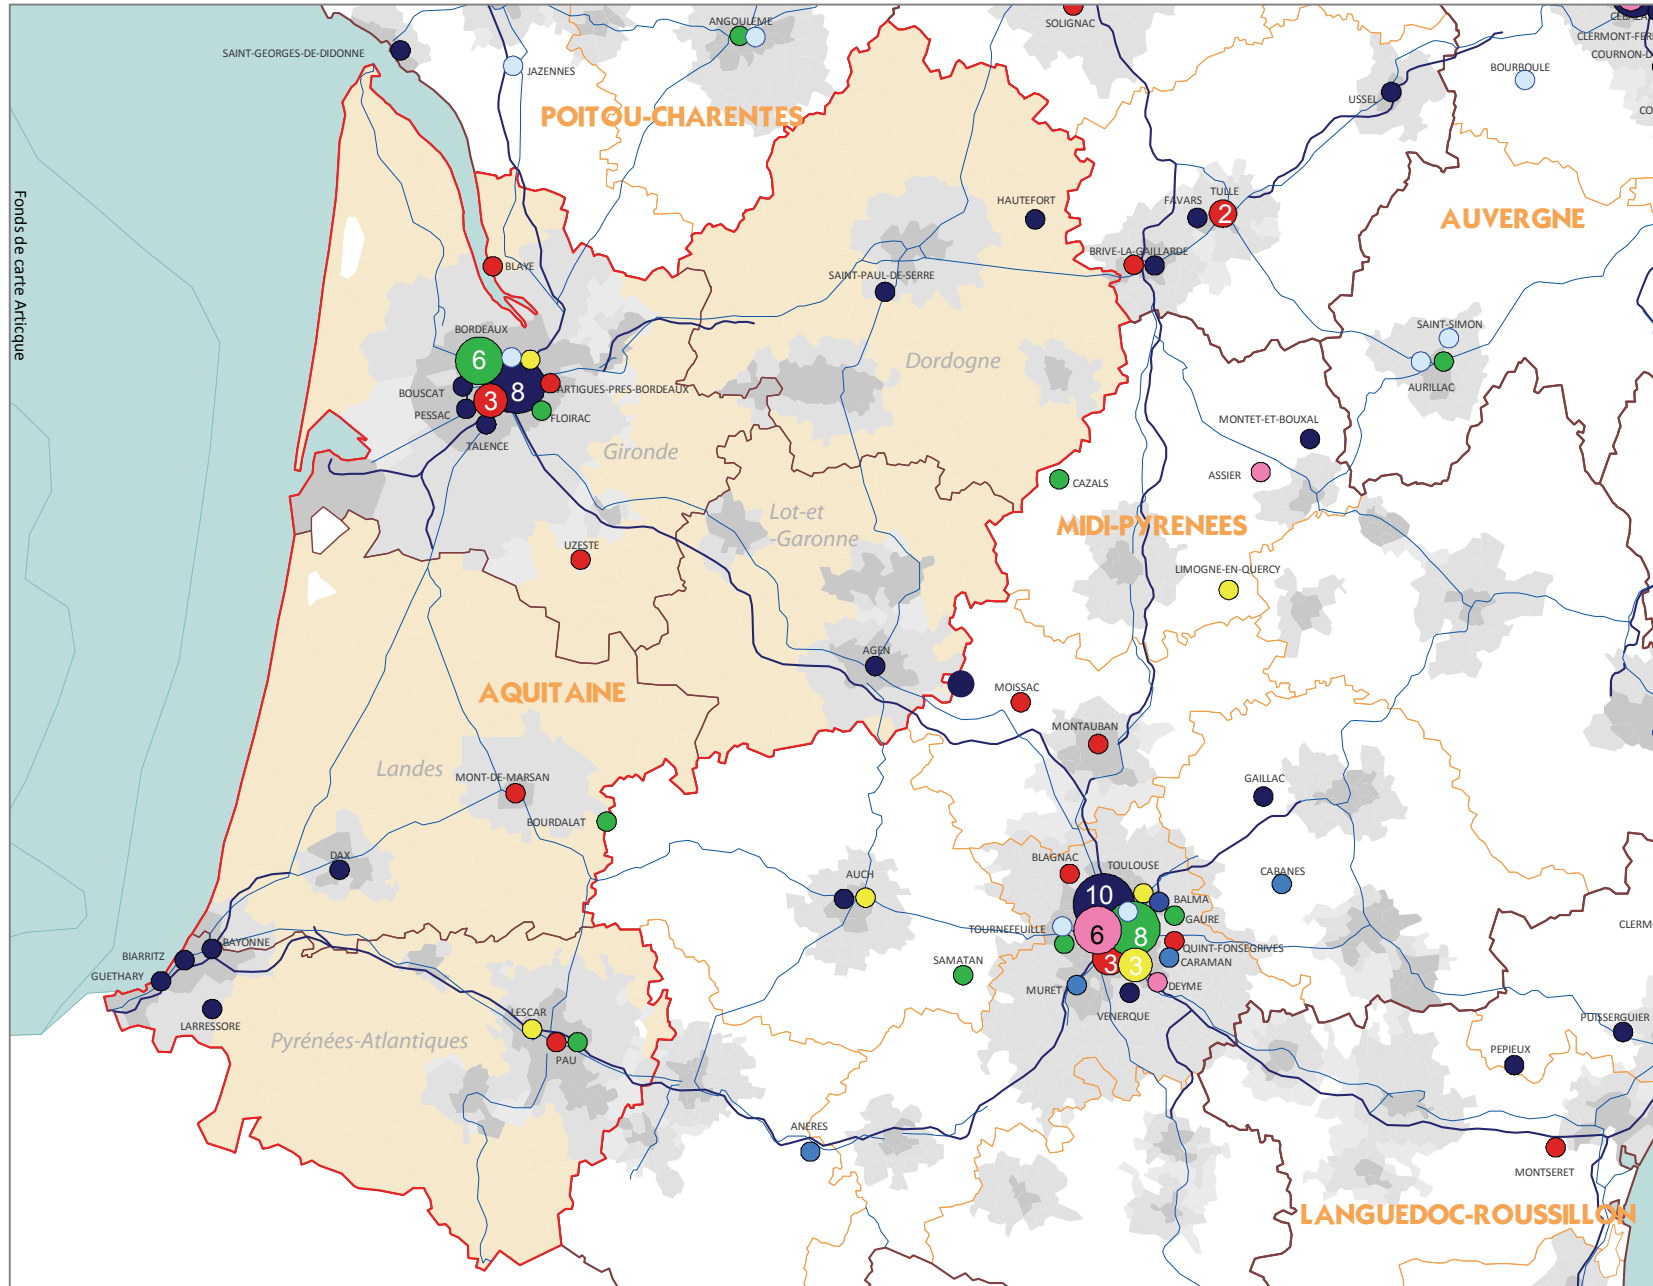 ANGOULEME
SOLIGNAC
SAINT-GEORGES-DE-DIDONNE
JAZENNES
CLERMONT-FER
COURNON-D
BOURBOULE
USSEL
CO
POITOU-CHARENTES
Fonds de carte Articque
HAUTEFORT
TULLE
2
FAVARS
AUVERGNE
BRIVE-LA-GAILLARDE
BLAYE
SAINT-PAUL-DE-SERRE
BORDEAUX
6
SAINT-SIMON
Dordogne
AURILLAC
BOUSCAT
3
8
ARTIGUES-PRES-BORDEAUX
PESSAC
FLOIRAC
TALENCE
MONTET-ET-BOUXAL
Gironde
ASSIER
CAZALS
Lot-et
-Garonne
MIDI-PYRENEES
UZESTE
LIMOGNE-EN-QUERCY
AGEN
AQUITAINE
MOISSAC
MONTAUBAN
Landes
MONT-DE-MARSAN
GAILLAC
BOURDALAT
DAX
BLAGNAC
TOULOUSE
AUCH
CABANES
10
BALMA
GAURE
TOURNEFEUILLE
6
8
CLERM
BAYONNE
QUINT-FONSEGRIVES
BIARRITZ
SAMATAN
3
3
CARAMAN
GUETHARY
MURET
DEYME
LARRESSORE
LESCAR
VENERQUE
PUISSERGUIER
Pyrénées-Atlantiques
PAU
PEPIEUX
ANERES
MONTSERET
LANGUEDOC-ROUSSILLON